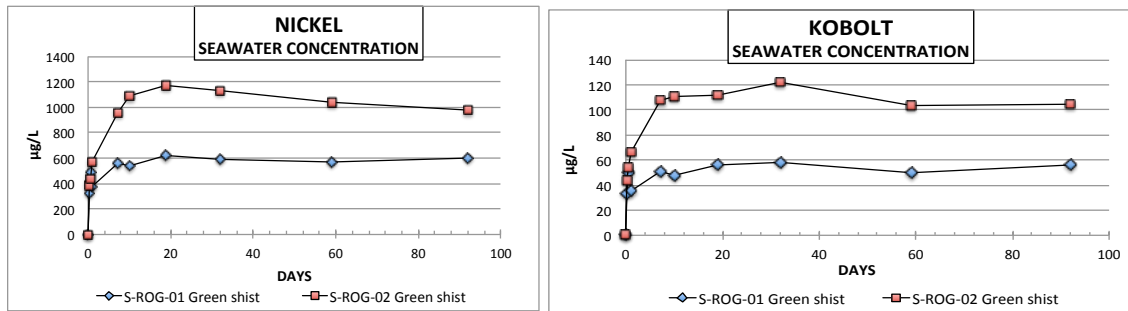 NICKEL
SEAWATER CONCENTRATION
µg/L
1400
1200
1000
800
600
400
200
0
0 20 40 60 80 100
DAYS
S-ROG-01 Green shist S-ROG-02 Green shist
KOBOLT
SEAWATER CONCENTRATION
µg/L
140
120
100
80
60
40
20
0
0 20 40 60 80 100
DAYS
S-ROG-01 Green shist S-ROG-02 Green shist